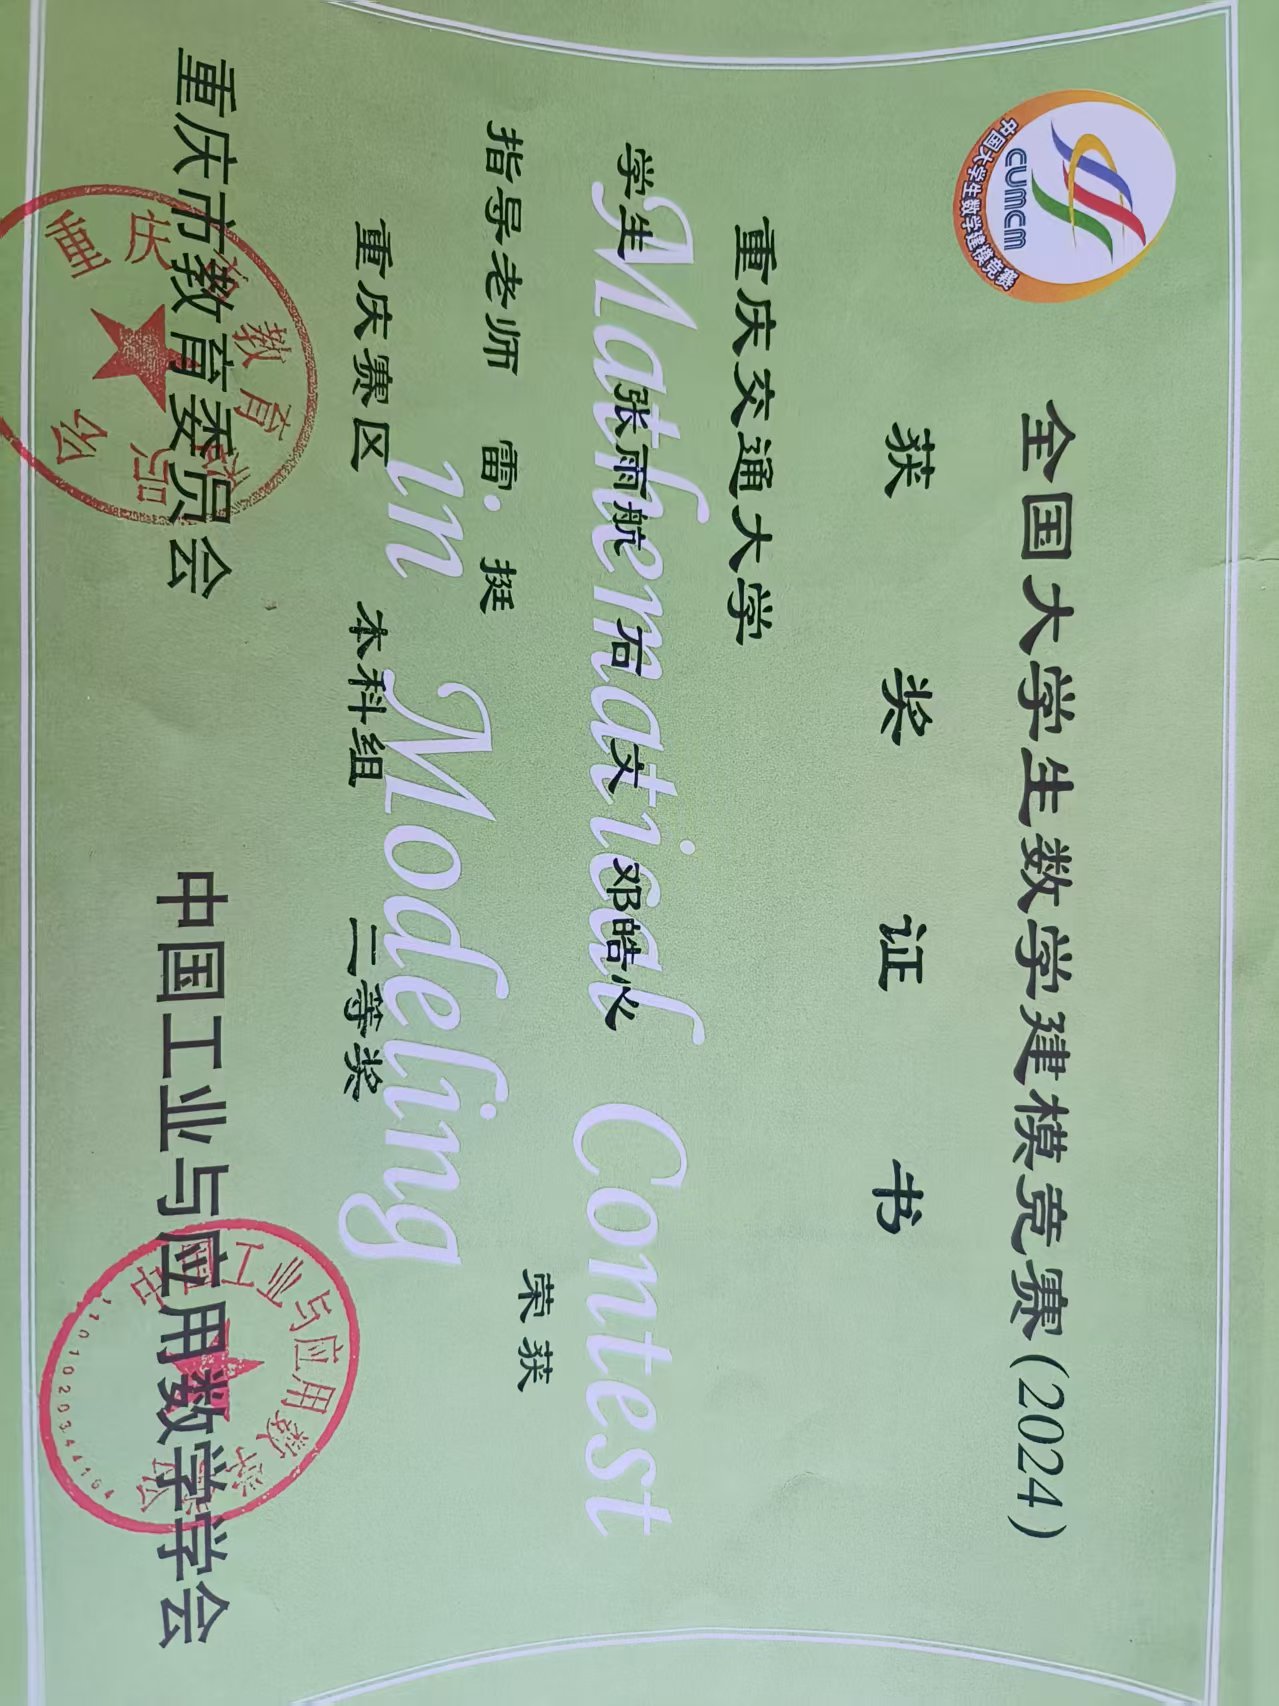 中国大学生数学建模竞赛
CUMCM
全国大学生数学建模竞赛(2024)
获奖证书
重庆交通大学
学生 张雨航 石文 邓皓心
Mathematical Contest
荣获
指导老师 雷挺
in Modeling
重庆赛区 本科组 二等奖
重庆市教育委员会
中国工业与应用数学学会
重庆市教育委员会
中国工业与应用数学学会